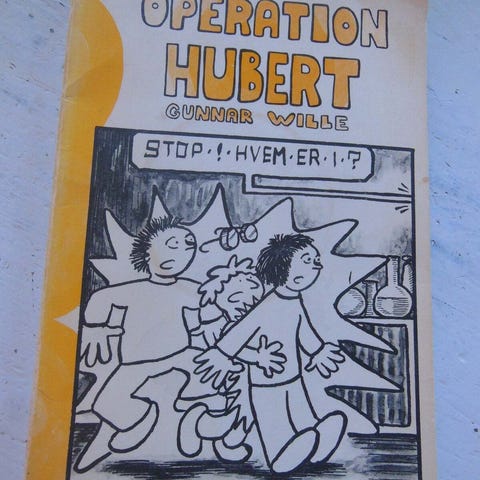 OPERATION
HUBERT
GUNNAR WILLE
STOP·!·HVEM·ER·I·?